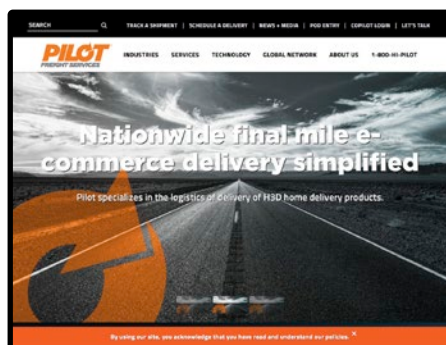 SEARCH
TRACK A SHIPMENT | SCHEDULE A DELIVERY | NEWS + MEDIA | POD ENTRY | COPILOT LOGIN | LET'S TALK
PILOT
FREIGHT SERVICES
INDUSTRIES SERVICES TECHNOLOGY GLOBAL NETWORK ABOUT US 1-800-HI-PILOT
Nationwide final mile e-
commerce delivery simplified
Pilot specializes in the logistics of delivery of H3D home delivery products.
By using our site, you acknowledge that you have read and understand our policies. ×